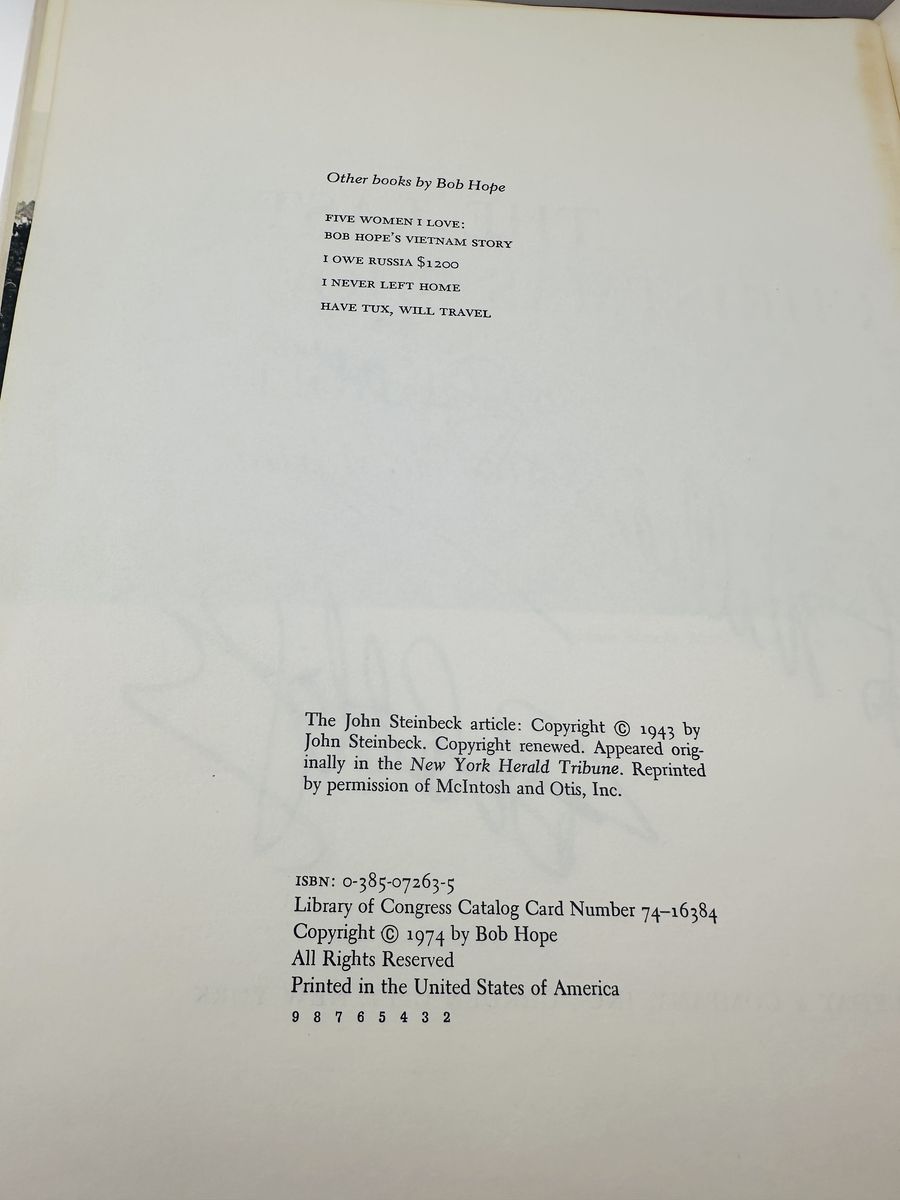 Other books by Bob Hope
FIVE WOMEN I LOVE:
BOB HOPE'S VIETNAM STORY
I OWE RUSSIA $1200
I NEVER LEFT HOME
HAVE TUX, WILL TRAVEL
The John Steinbeck article: Copyright © 1943 by
John Steinbeck. Copyright renewed. Appeared orig-
inally in the New York Herald Tribune. Reprinted
by permission of McIntosh and Otis, Inc.
ISBN: 0-385-07263-5
Library of Congress Catalog Card Number 74–16384
Copyright © 1974 by Bob Hope
All Rights Reserved
Printed in the United States of America
9 8 7 6 5 4 3 2